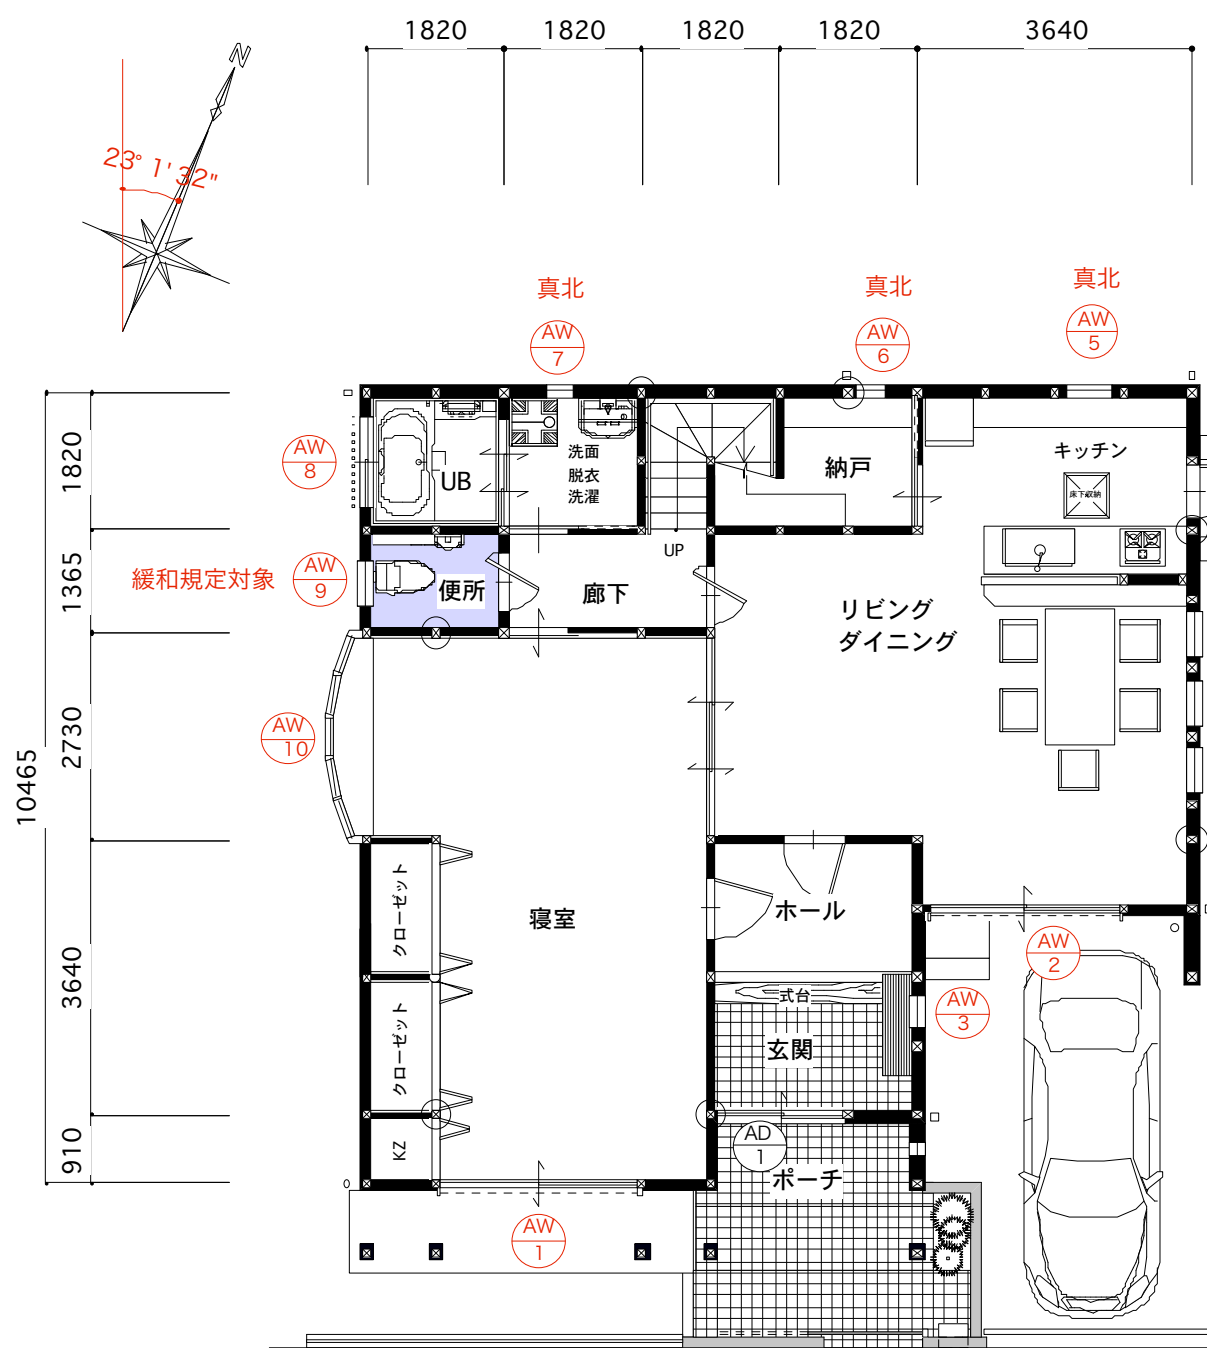 1820
1820
1820
1820
3640
N
23° 1' 32"
真北
真北
真北
AW
7
AW
6
AW
5
1820
1365
2730
3640
910
10465
AW
8
UB
洗面
脱衣
洗濯
納戸
キッチン
床下収納
緩和規定対象
AW
9
便所
廊下
UP
リビング
ダイニング
AW
10
クローゼット
寝室
ホール
AW
2
AW
3
式台
クローゼット
玄関
KZ
AD
1
ポーチ
AW
1